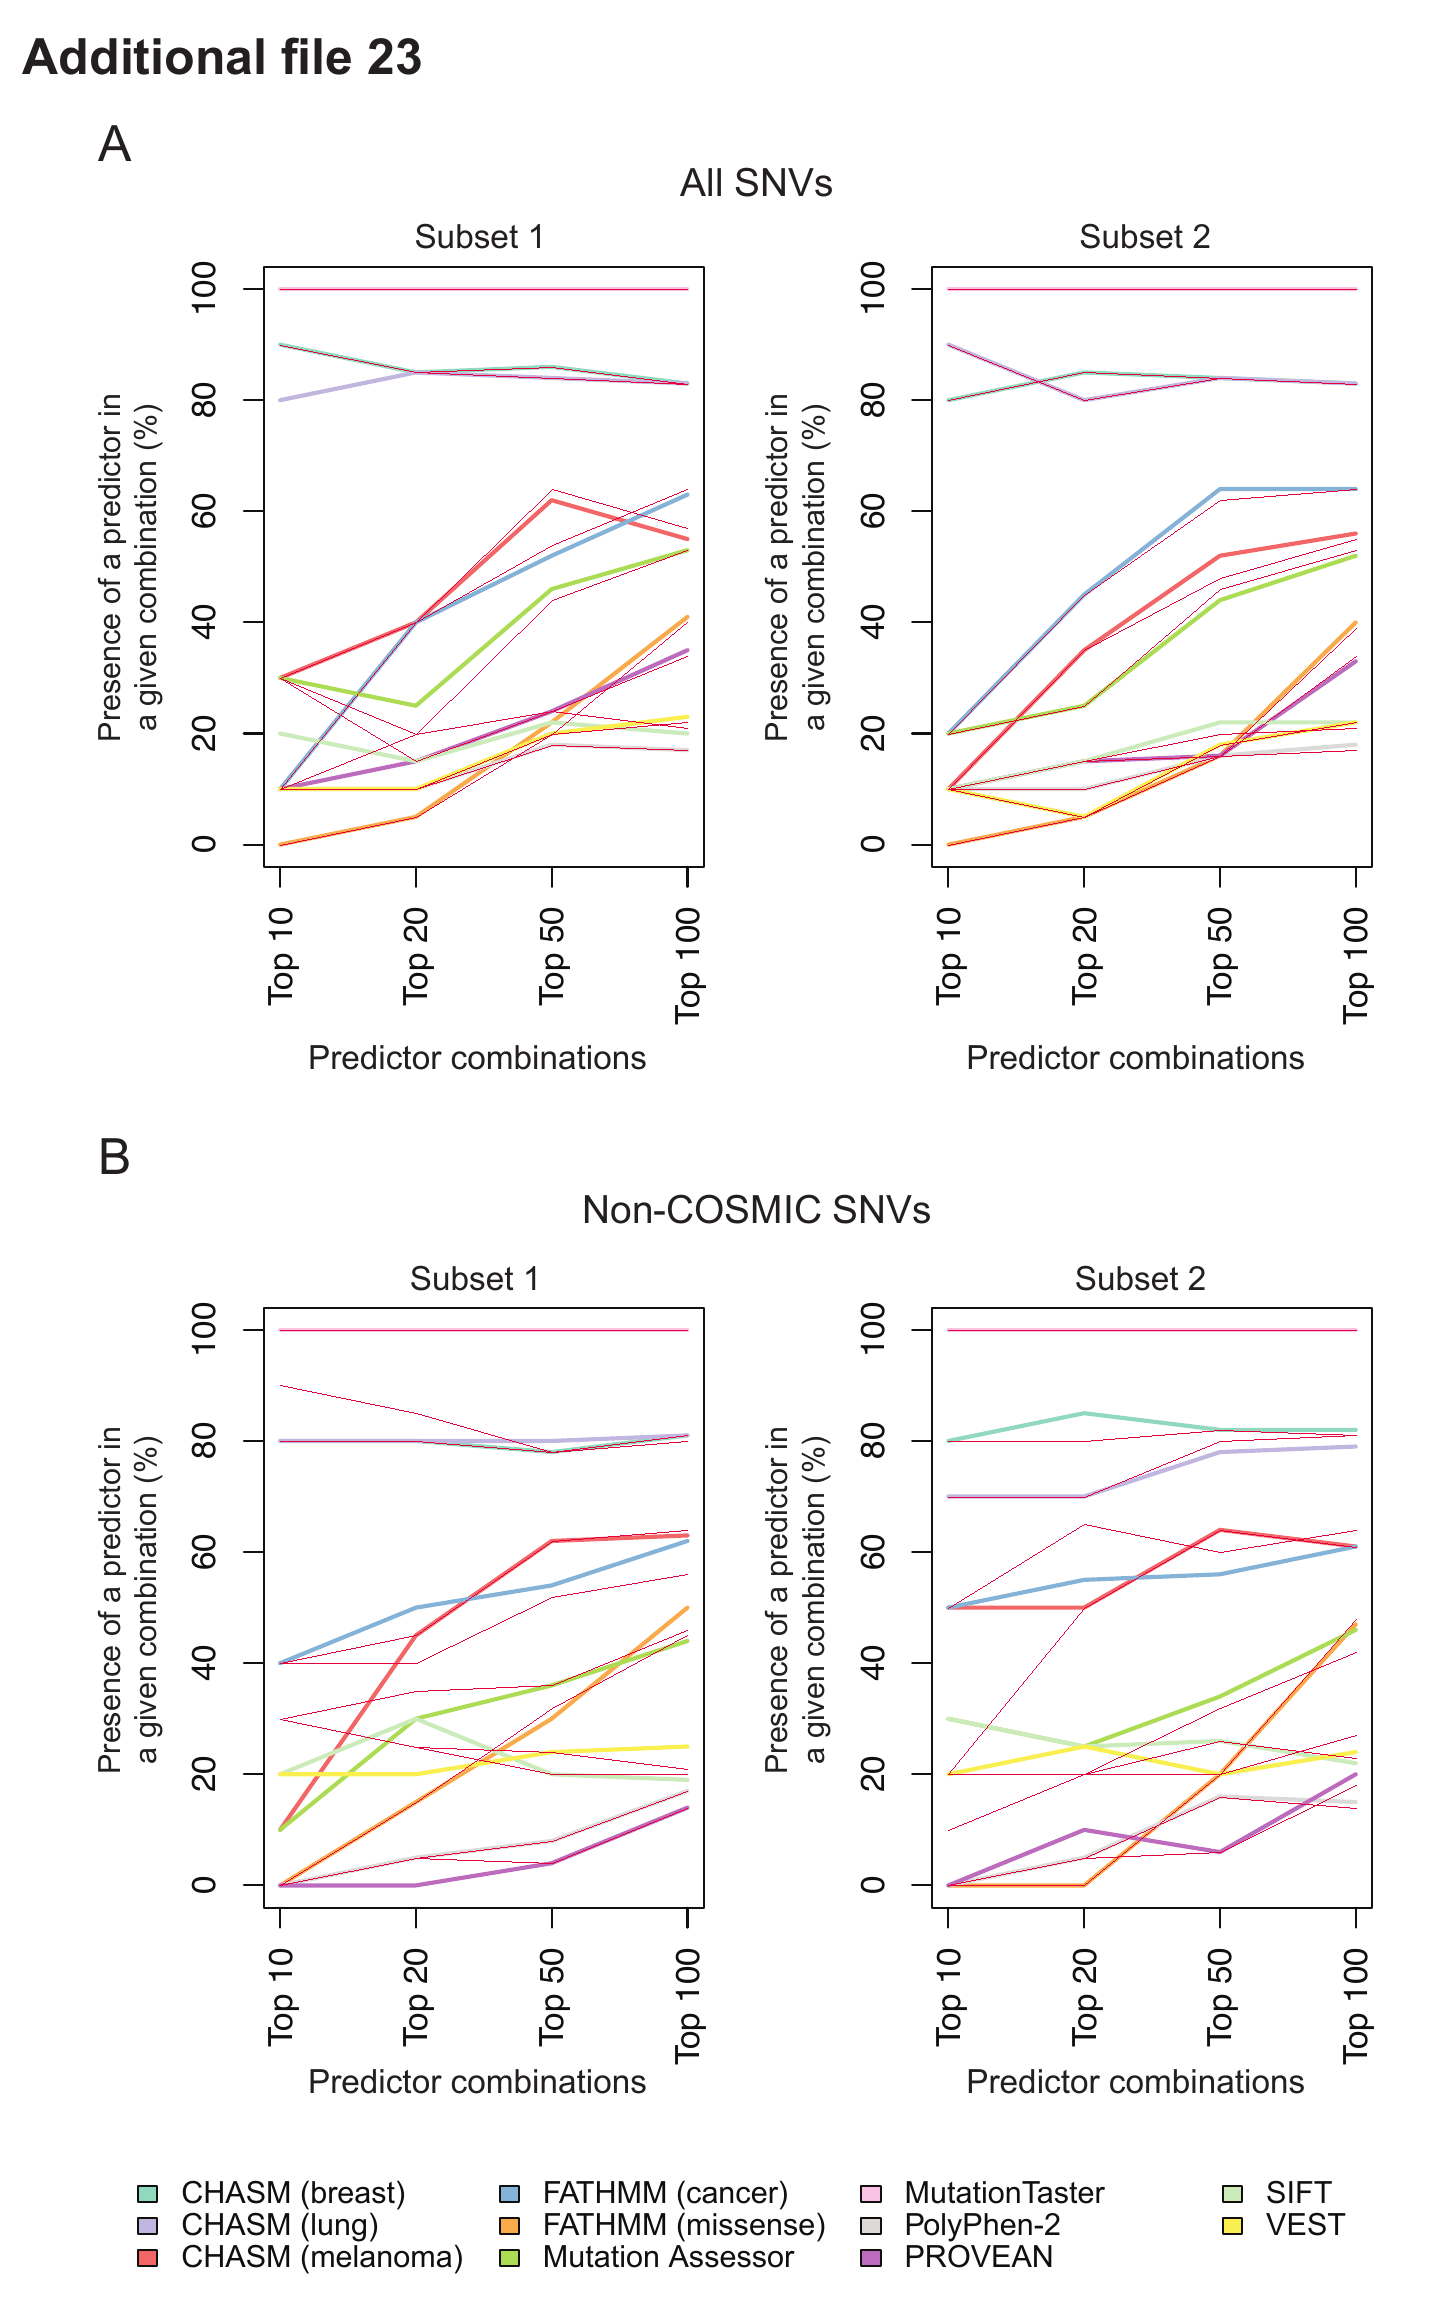 Additional file 23
A
All SNVs
Subset 1
Subset 2
Presence of a predictor in
a given combination (%)
100
80
60
40
20
0
Top 10
Top 20
Top 50
Top 100
Predictor combinations
Presence of a predictor in
a given combination (%)
100
80
60
40
20
0
Top 10
Top 20
Top 50
Top 100
Predictor combinations
B
Non-COSMIC SNVs
Subset 1
Subset 2
Presence of a predictor in
a given combination (%)
100
80
60
40
20
0
Top 10
Top 20
Top 50
Top 100
Predictor combinations
Presence of a predictor in
a given combination (%)
100
80
60
40
20
0
Top 10
Top 20
Top 50
Top 100
Predictor combinations
CHASM (breast)
CHASM (lung)
CHASM (melanoma)
FATHMM (cancer)
FATHMM (missense)
Mutation Assessor
MutationTaster
PolyPhen-2
PROVEAN
SIFT
VEST